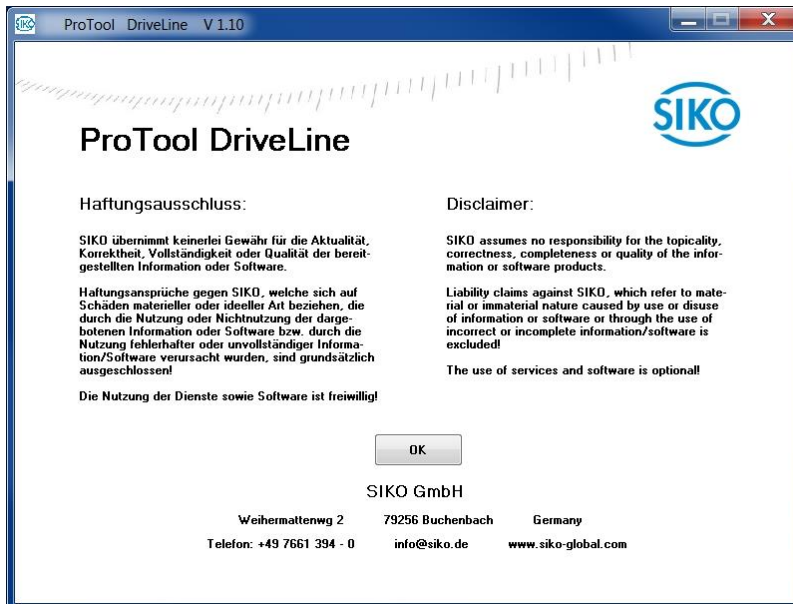 ProTool DriveLine V 1.10
SIKO
ProTool DriveLine
Haftungsausschluss:
SIKO übernimmt keinerlei Gewähr für die Aktualität,
Korrektheit, Vollständigkeit oder Qualität der bereit-
gestellten Information oder Software.
Haftungsansprüche gegen SIKO, welche sich auf
Schäden materieller oder ideeller Art beziehen, die
durch die Nutzung oder Nichtnutzung der darge-
botenen Information oder Software bzw. durch die
Nutzung fehlerhafter oder unvollständiger Informa-
tion/Software verursacht wurden, sind grundsätzlich
ausgeschlossen!
Die Nutzung der Dienste sowie Software ist freiwillig!
Disclaimer:
SIKO assumes no responsibility for the topicality,
correctness, completeness or quality of the infor-
mation or software products.
Liability claims against SIKO, which refer to mate-
rial or immaterial nature caused by use or disuse
of information or software or through the use of
incorrect or incomplete information/software is
excluded!
The use of services and software is optional!
OK
SIKO GmbH
Weihermattenwg 2 79256 Buchenbach Germany
Telefon: +49 7661 394 - 0 info@siko.de www.siko-global.com